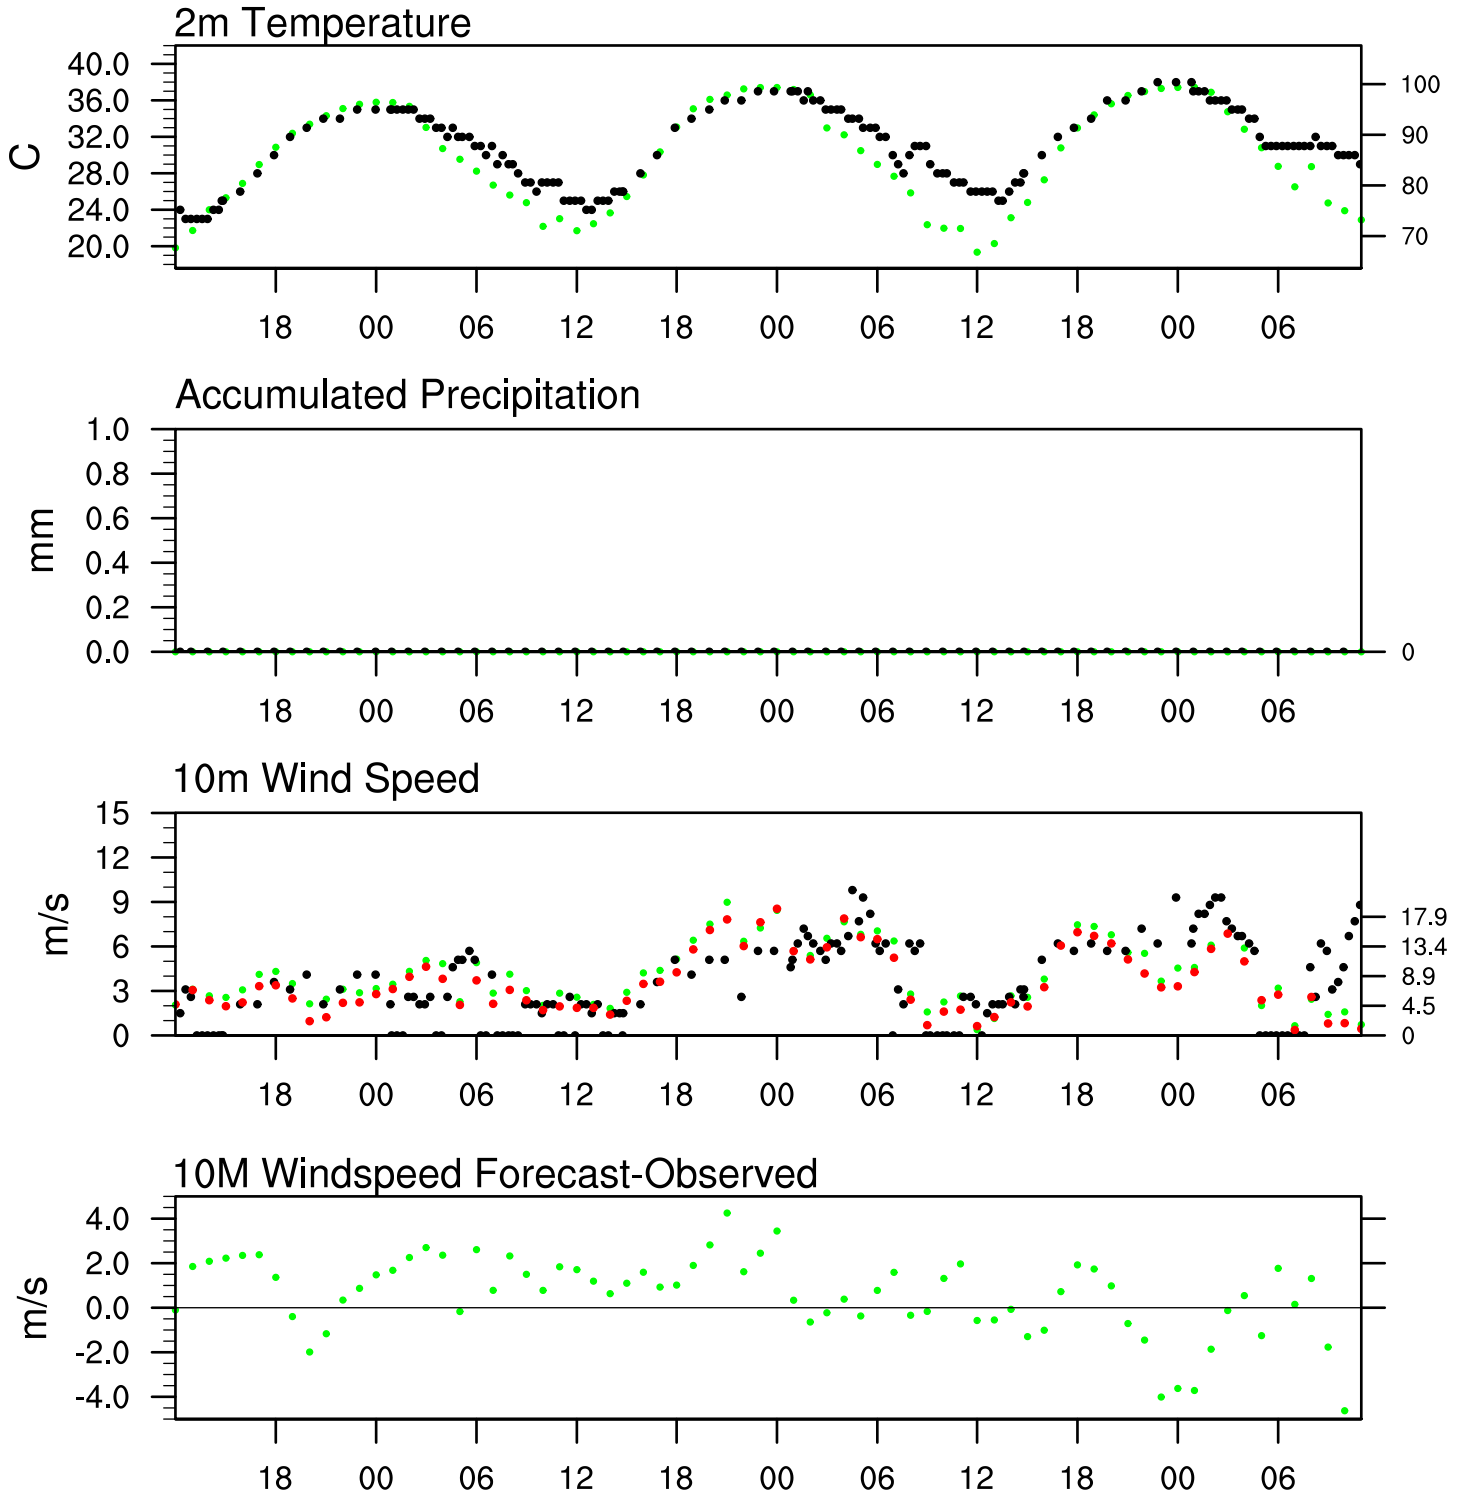 2m Temperature
40.0
36.0
32.0
28.0
24.0
20.0
C
100
90
80
70
18 00 06 12 18 00 06 12 18 00 06
Accumulated Precipitation
1.0
0.8
0.6
0.4
0.2
0.0
mm
0
18 00 06 12 18 00 06 12 18 00 06
10m Wind Speed
15
12
9
6
3
0
m/s
17.9
13.4
8.9
4.5
0
18 00 06 12 18 00 06 12 18 00 06
10M Windspeed Forecast-Observed
4.0
2.0
0.0
-2.0
-4.0
m/s
18 00 06 12 18 00 06 12 18 00 06